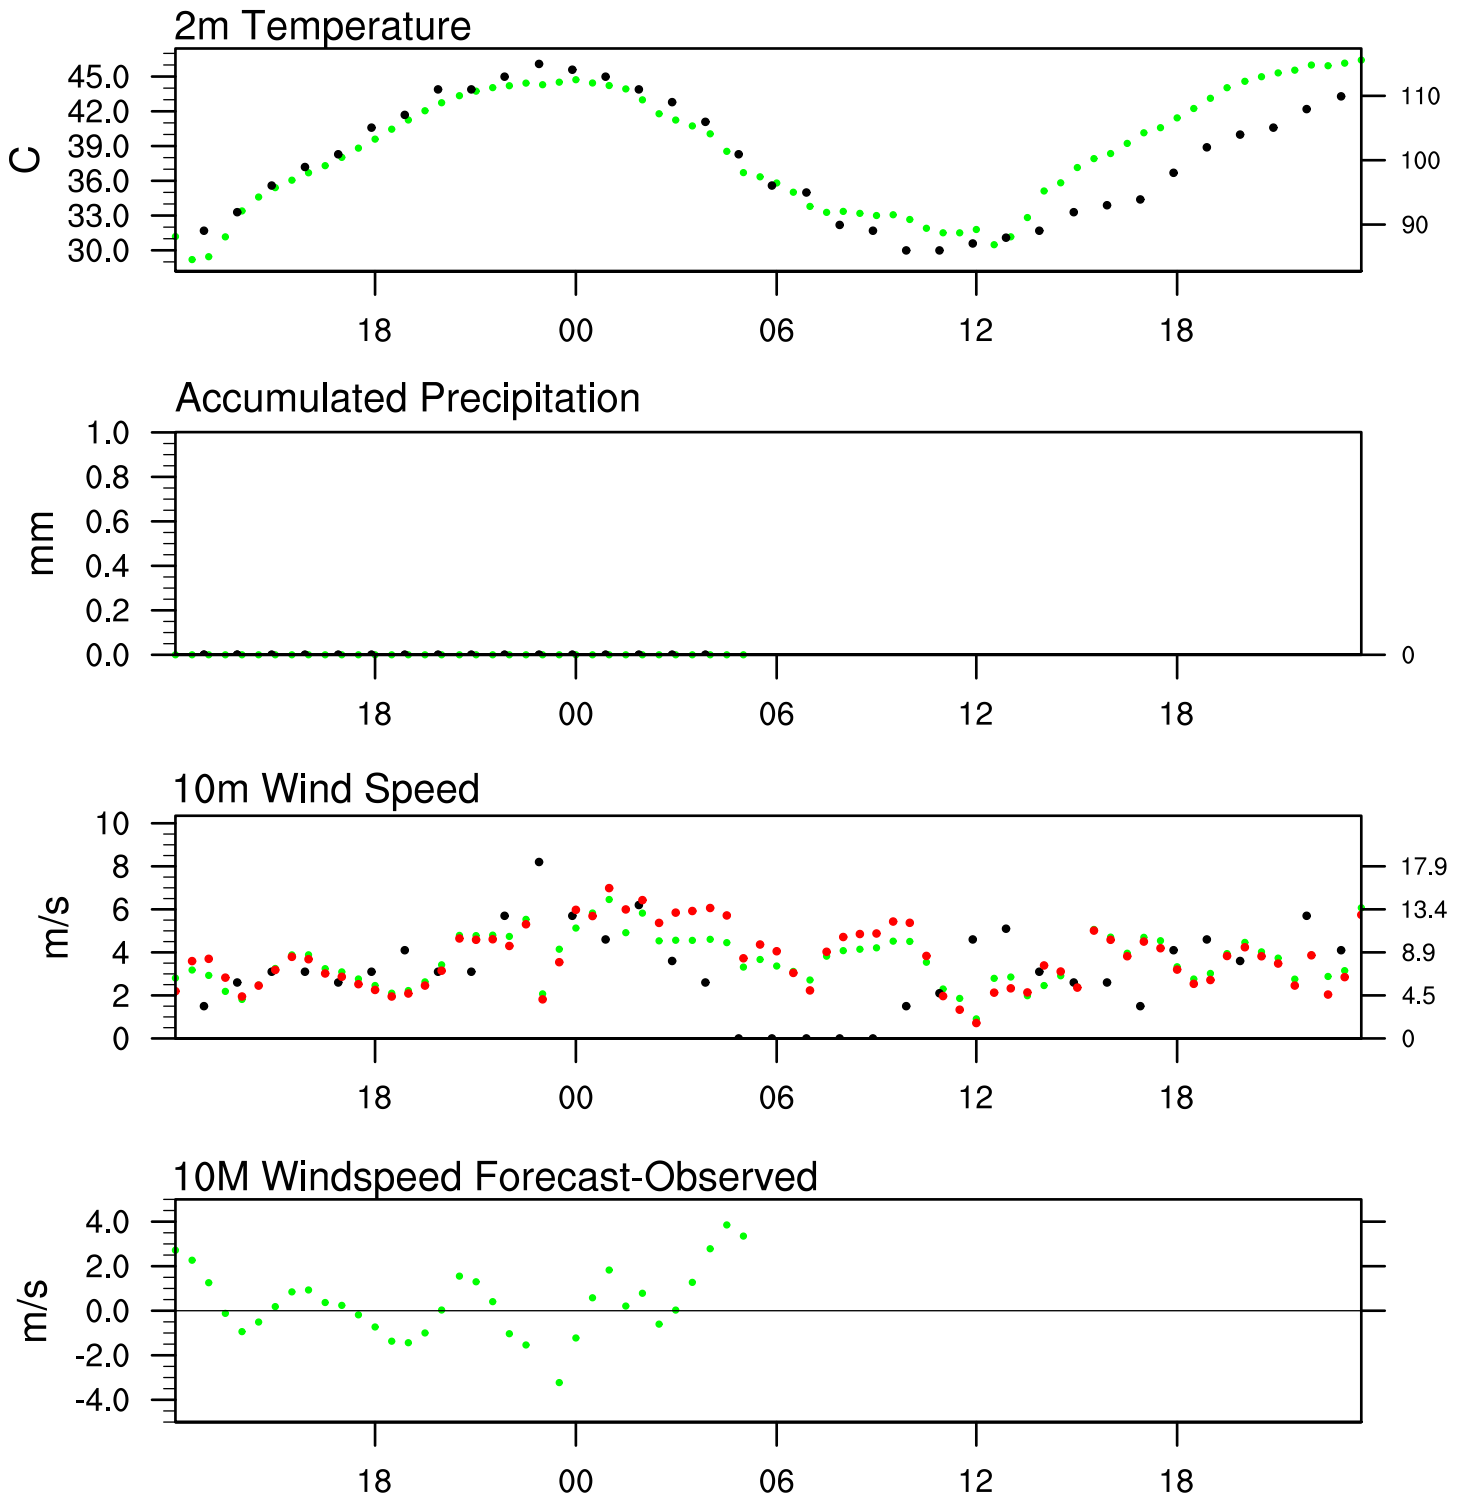 2m Temperature
45.0
42.0
39.0
36.0
33.0
30.0
C
110
100
90
18 00 06 12 18
Accumulated Precipitation
1.0
0.8
0.6
0.4
0.2
0.0
mm
0
18 00 06 12 18
10m Wind Speed
10
8
6
4
2
0
m/s
17.9
13.4
8.9
4.5
0
18 00 06 12 18
10M Windspeed Forecast-Observed
4.0
2.0
0.0
-2.0
-4.0
m/s
18 00 06 12 18